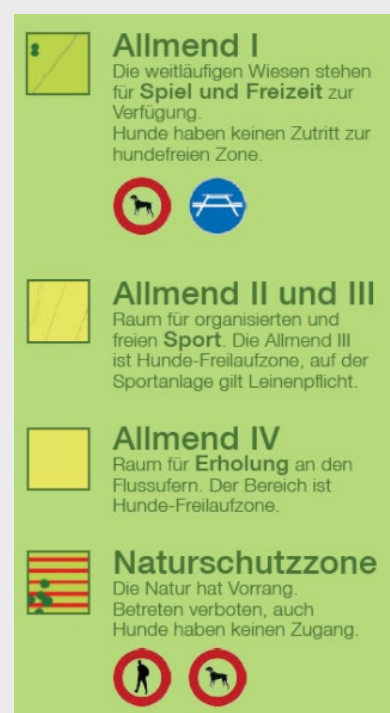 Allmend I
Die weitläufigen Wiesen stehen
für Spiel und Freizeit zur
Verfügung.
Hunde haben keinen Zutritt zur
hundefreien Zone.
Allmend II und III
Raum für organisierten und
freien Sport. Die Allmend III
ist Hunde-Freilaufzone, auf der
Sportanlage gilt Leinenpflicht.
Allmend IV
Raum für Erholung an den
Flussufern. Der Bereich ist
Hunde-Freilaufzone.
Naturschutzzone
Die Natur hat Vorrang.
Betreten verboten, auch
Hunde haben keinen Zugang.